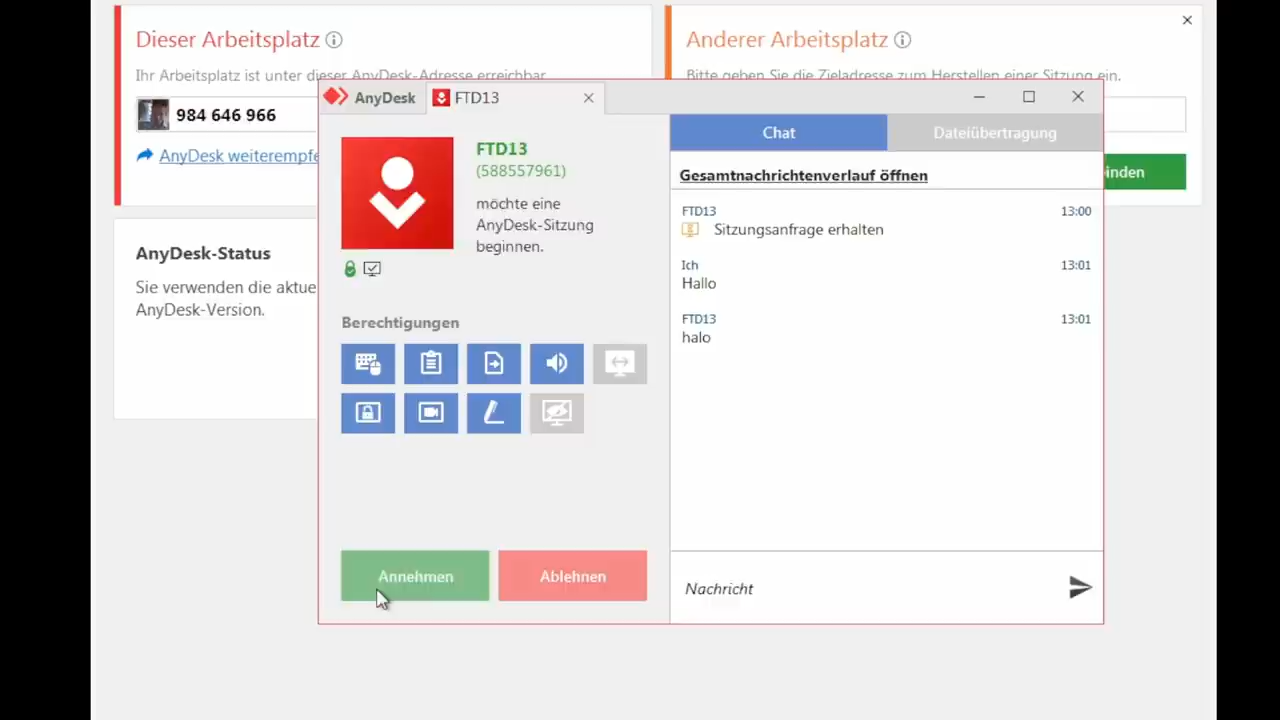 Dieser Arbeitsplatz
Ihr Arbeitsplatz ist unter dieser AnyDesk-Adresse erreichbar.
984 646 966
AnyDesk weiterempfe
AnyDesk-Status
Sie verwenden die aktue
AnyDesk-Version.
Anderer Arbeitsplatz
Bitte geben Sie die Zieladresse zum Herstellen einer Sitzung ein.
inden
AnyDesk
FTD13
FTD13
(588557961)
möchte eine
AnyDesk-Sitzung
beginnen.
Berechtigungen
Annehmen
Ablehnen
Chat
Dateiübertragung
Gesamtnachrichtenverlauf öffnen
FTD13 13:00
Sitzungsanfrage erhalten
Ich 13:01
Hallo
FTD13 13:01
halo
Nachricht